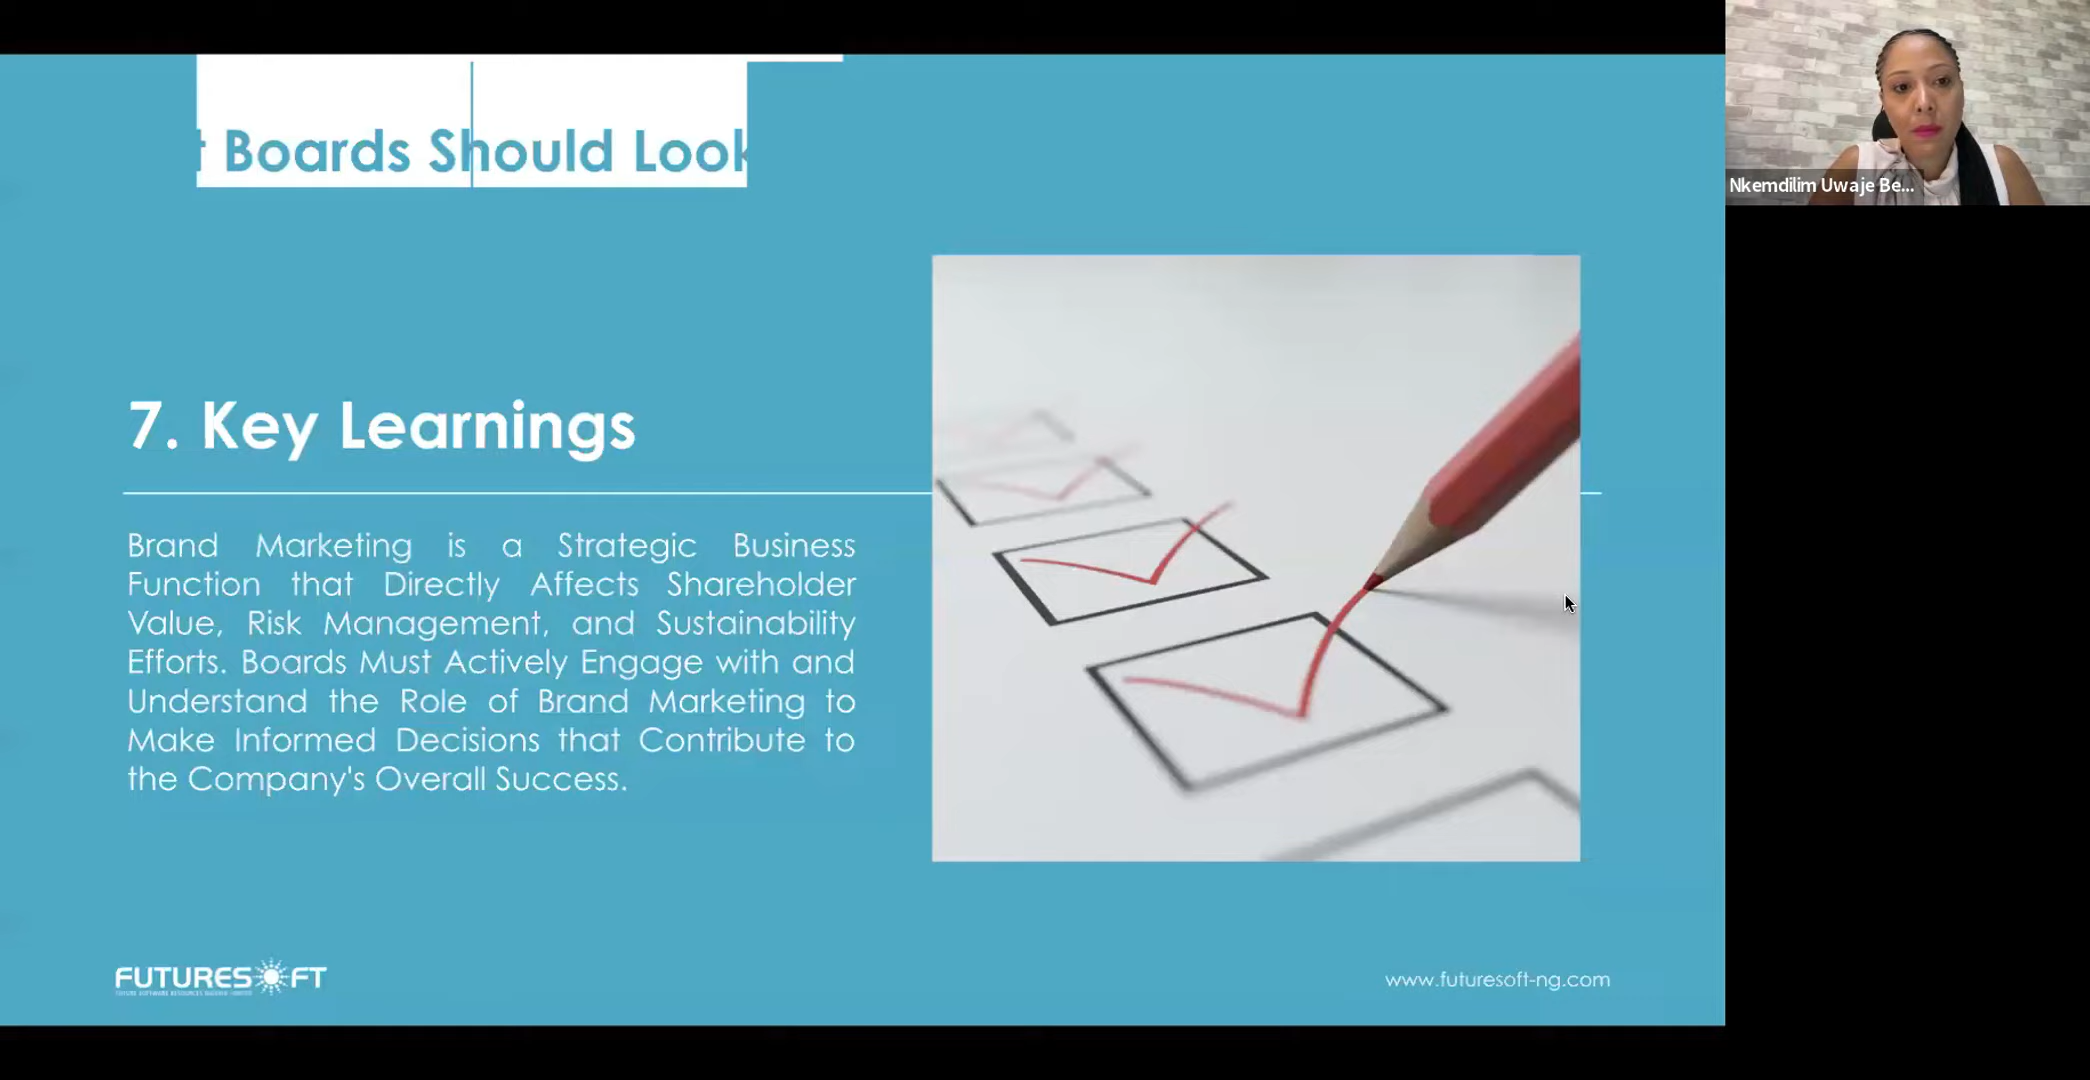 Boards Should Look
Nkemdilim Uwaje Be...
7. Key Learnings
Brand Marketing is a Strategic Business
Function that Directly Affects Shareholder
Value, Risk Management, and Sustainability
Efforts. Boards Must Actively Engage with and
Understand the Role of Brand Marketing to
Make Informed Decisions that Contribute to
the Company's Overall Success.
FUTURESOFT
www.futuresoft-ng.com